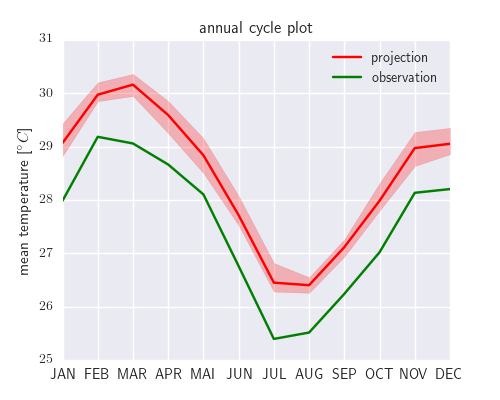 annual cycle plot
projection
observation
mean temperature [°C]
31
30
29
28
27
26
25
JAN FEB MAR APR MAI JUN JUL AUG SEP OCT NOV DEC